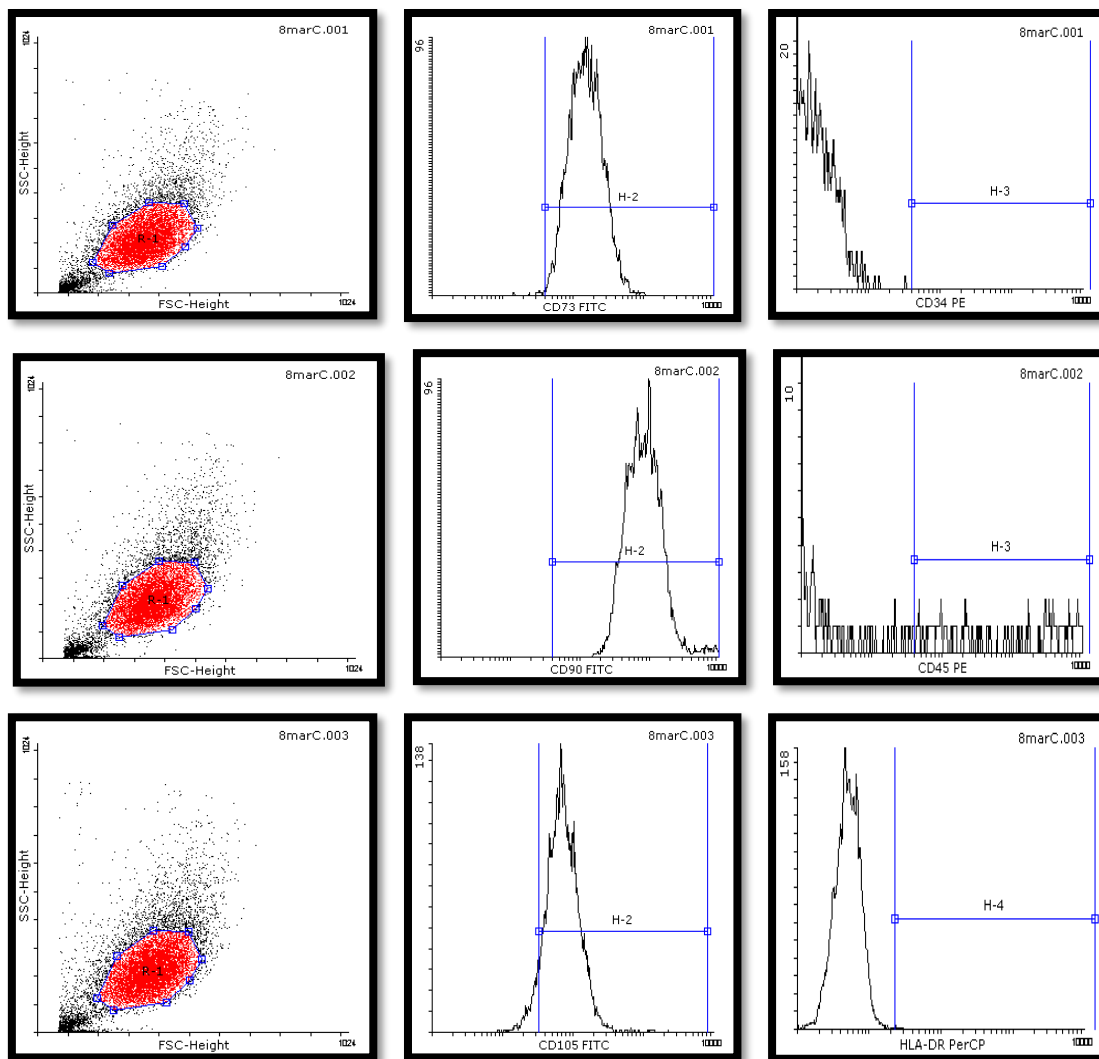 8marC.001
1024
SSC-Height
R-1
FSC-Height
1024
8marC.001
96
H-2
CD73 FITC
10000
8marC.001
20
H-3
CD34 PE
10000
8marC.002
1024
SSC-Height
R-1
FSC-Height
1024
8marC.002
96
H-2
CD90 FITC
10000
8marC.002
10
H-3
CD45 PE
10000
8marC.003
1024
SSC-Height
R-1
FSC-Height
1024
8marC.003
138
H-2
CD105 FITC
10000
8marC.003
158
H-4
HLA-DR PerCP
10000